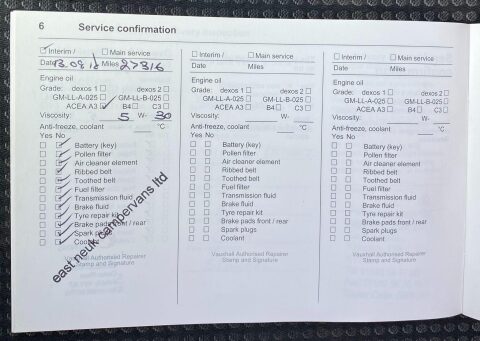 6 Service confirmation
Interim / Main service
Date 13.09.18 Miles 27816
Engine oil
Grade: dexos 1 dexos 2
GM-LL-A-025 GM-LL-B-025
ACEA A3 B4 C3
Viscosity: 5 W- 30
Anti-freeze, coolant °C
Yes No
Battery (key)
Pollen filter
Air cleaner element
Ribbed belt
Toothed belt
Fuel filter
Transmission fluid
Brake fluid
Tyre repair kit
Brake pads front / rear
Spark plugs
Coolant
east neuk campervans ltd
Vauxhall Authorised Repairer
Stamp and Signature
Interim / Main service
Date Miles
Engine oil
Grade: dexos 1 dexos 2
GM-LL-A-025 GM-LL-B-025
ACEA A3 B4 C3
Viscosity: W-
Anti-freeze, coolant °C
Yes No
Battery (key)
Pollen filter
Air cleaner element
Ribbed belt
Toothed belt
Fuel filter
Transmission fluid
Brake fluid
Tyre repair kit
Brake pads front / rear
Spark plugs
Coolant
Vauxhall Authorised Repairer
Stamp and Signature
Interim / Main service
Date Miles
Engine oil
Grade: dexos 1 dexos 2
GM-LL-A-025 GM-LL-B-025
ACEA A3 B4 C3
Viscosity: W-
Anti-freeze, coolant °C
Yes No
Battery (key)
Pollen filter
Air cleaner element
Ribbed belt
Toothed belt
Fuel filter
Transmission fluid
Brake fluid
Tyre repair kit
Brake pads front / rear
Spark plugs
Coolant
Vauxhall Authorised Repairer
Stamp and Signature